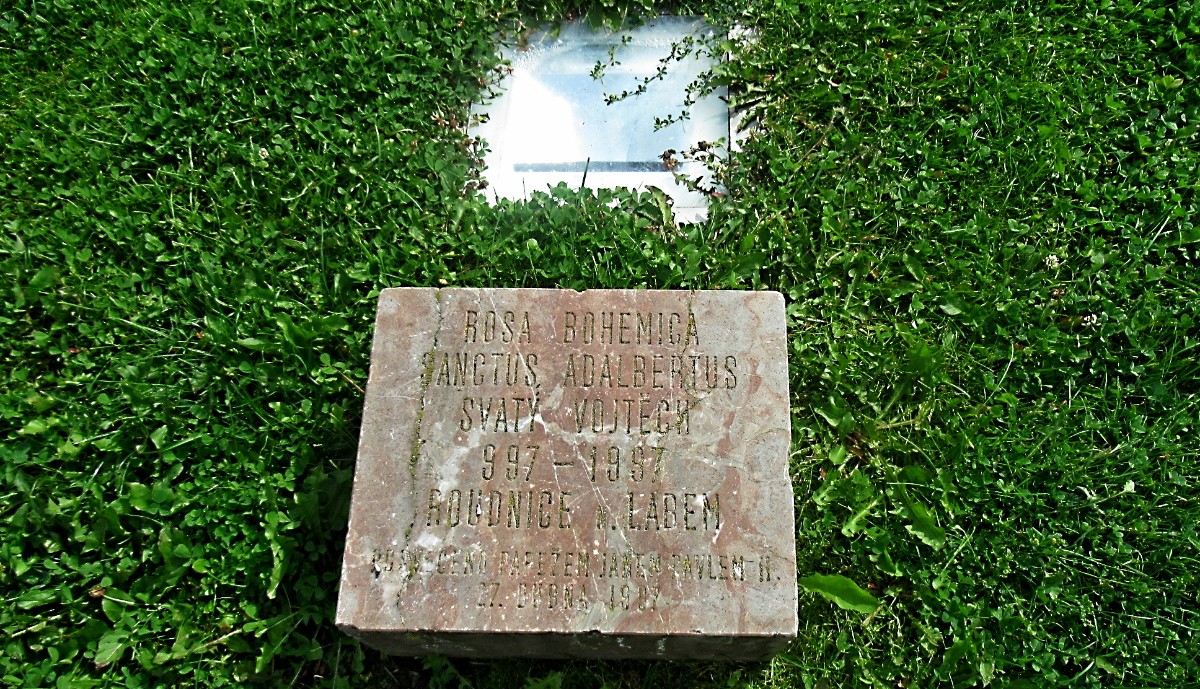 ROSA BOHEMICA
SANCTUS ADALBERTUS
SVATÝ VOJTĚCH
997 - 1997
ROUDNICE n. LABEM
POSVĚCENO PAPEŽEM JANEM PAVLEM II.
27. DUBNA 1997